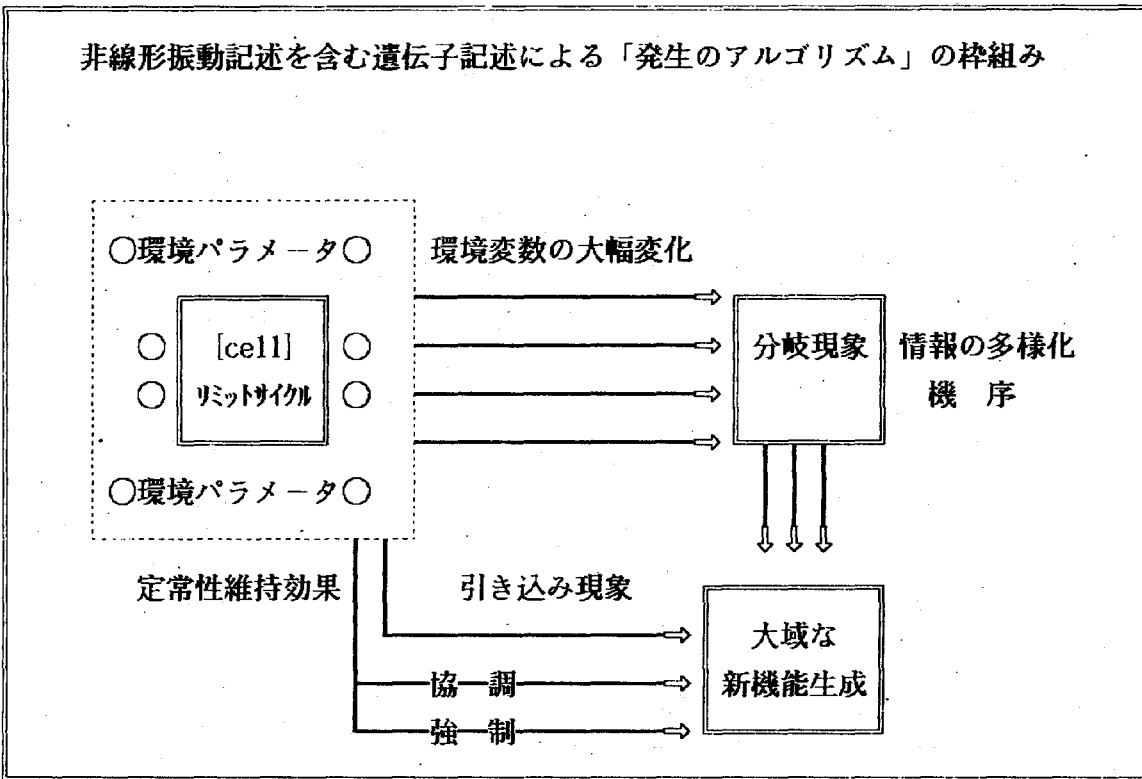 非線形振動記述を含む遺伝子記述による「発生のアルゴリズム」の枠組み
○環境パラメータ○
環境変数の大幅変化
[cell]
リミットサイクル
分岐現象
情報の多様化
機 序
○環境パラメータ○
定常性維持効果
引き込み現象
大域な
新機能生成
協 調
強 制